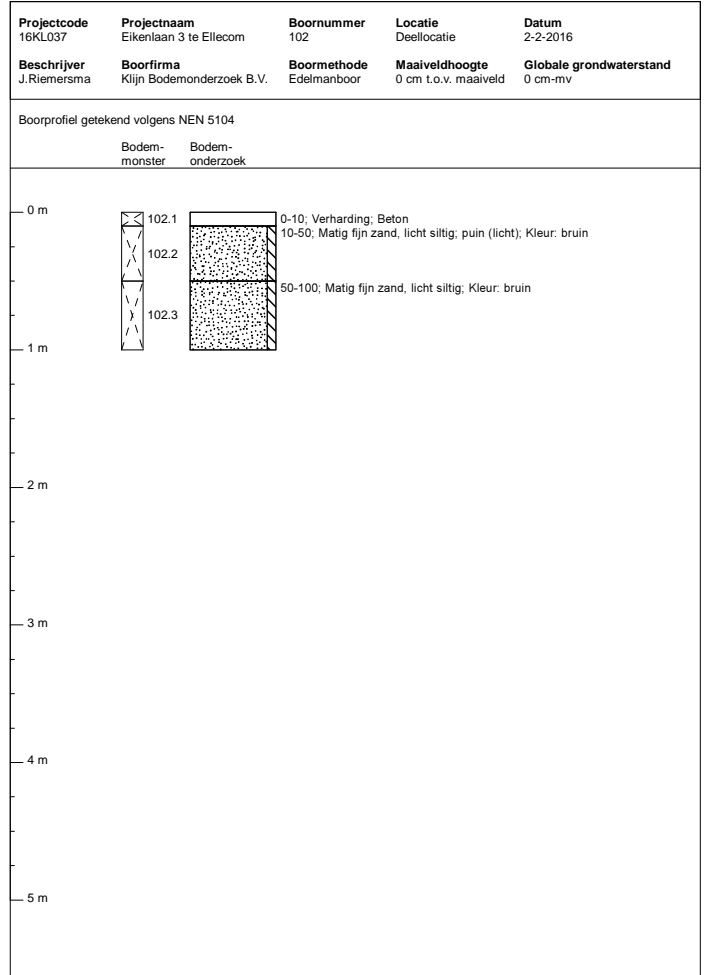 Projectcode Projectnaam Boornummer Locatie Datum
16KL037 Eikenlaan 3 te Ellecom 102 Deellocatie 2-2-2016
Beschrijver Boorfirma Boormethode Maaiveldhoogte Globale grondwaterstand
J.Riemersma Klijn Bodemonderzoek B.V. Edelmanboor 0 cm t.o.v. maaiveld 0 cm-mv
Boorprofiel getekend volgens NEN 5104
Bodem- Bodem-
monster onderzoek
0 m
102.1 0-10; Verharding; Beton
10-50; Matig fijn zand, licht siltig; puin (licht); Kleur: bruin
102.2
50-100; Matig fijn zand, licht siltig; Kleur: bruin
102.3
1 m
2 m
3 m
4 m
5 m